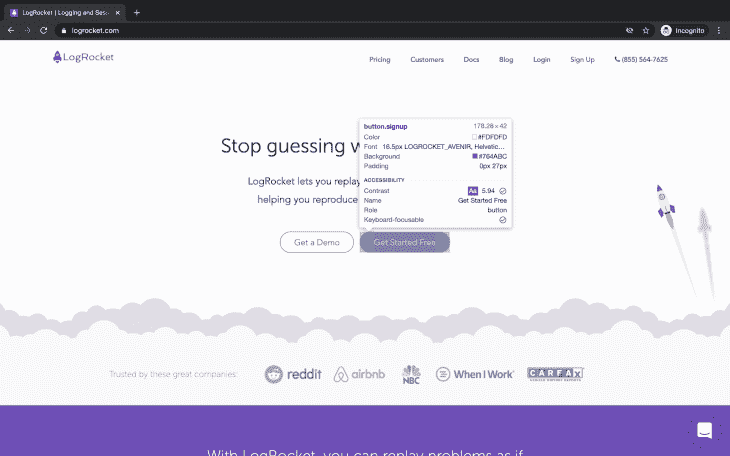 LogRocket | Logging and Ses
logrocket.com
Incognito
LogRocket
Pricing Customers Docs Blog Login Sign Up (855) 564-7625
Stop guessing w
LogRocket lets you replay
helping you reproduce
button.signup 178.28 × 42
Color #FDFDFD
Font 16.5px LOGROCKET_AVENIR, Helvetic...
Background #764ABC
Padding 0px 27px
ACCESSIBILITY
Contrast Aa 5.94
Name Get Started Free
Role button
Keyboard-focusable
Get a Demo Get Started Free
Trusted by these great companies: reddit airbnb NBC When I Work CARFAX
With LogRocket, you can replay problems as if